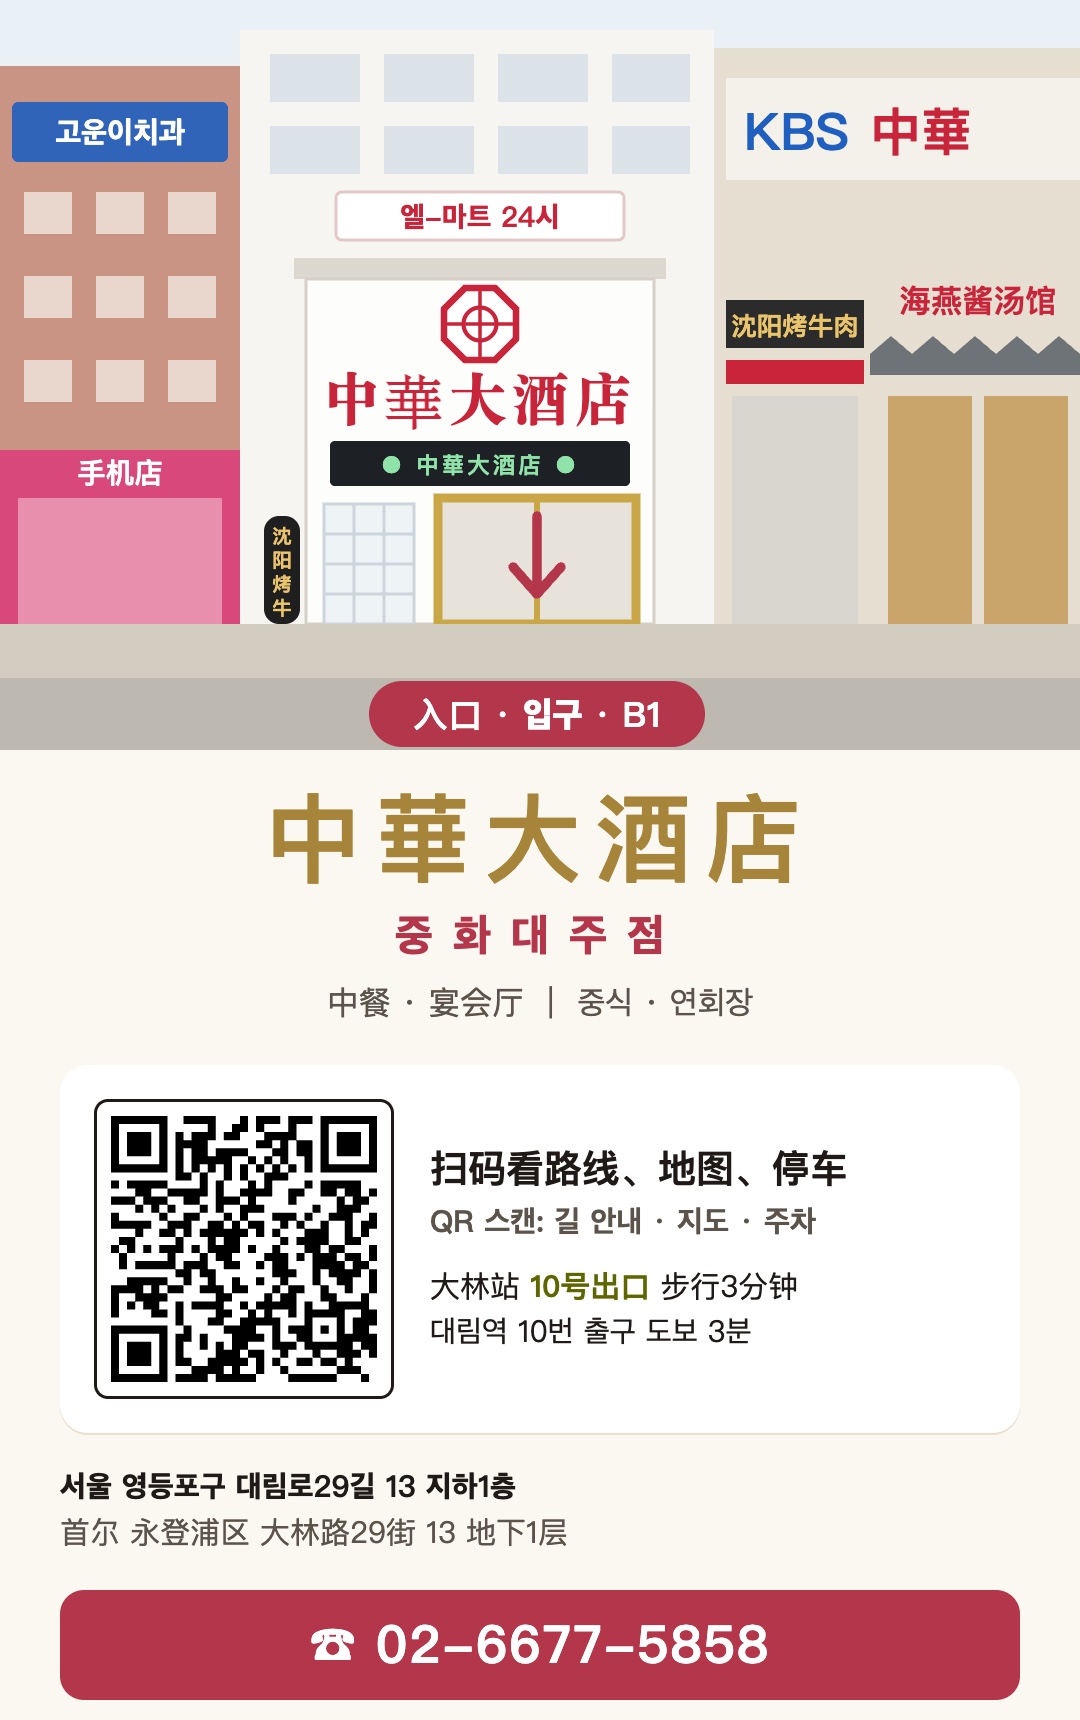 고운이치과
KBS 中華
엘-마트 24시
海燕酱汤馆
沈阳烤牛肉
中華大酒店
● 中華大酒店 ●
手机店
沈阳烤牛
入口 · 입구 · B1
中華大酒店
중화대주점
中餐 · 宴会厅 | 중식 · 연회장
扫码看路线、地图、停车
QR 스캔: 길 안내 · 지도 · 주차
大林站 10号出口 步行3分钟
대림역 10번 출구 도보 3분
서울 영등포구 대림로29길 13 지하1층
首尔 永登浦区 大林路29街 13 地下1层
☎ 02-6677-5858